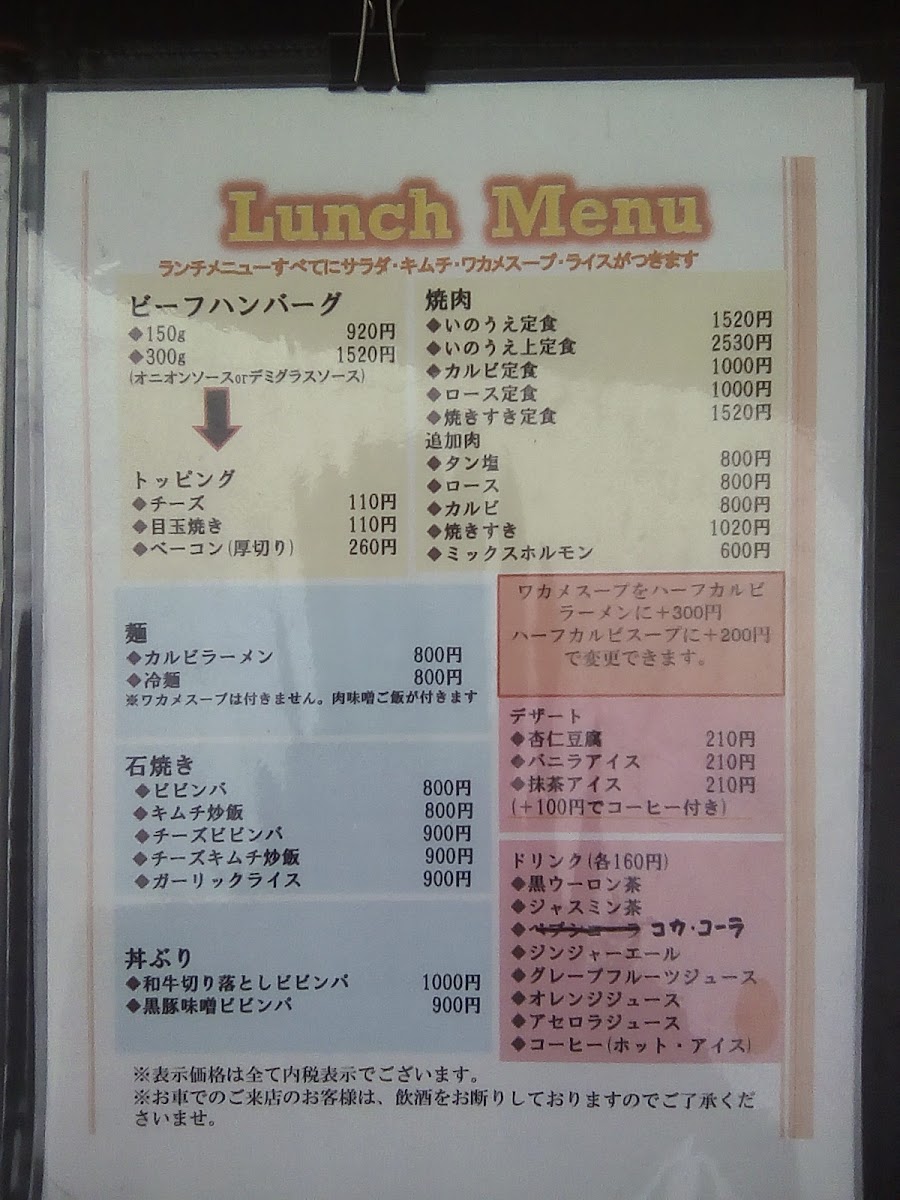 Lunch Menu
ランチメニューすべてにサラダ・キムチ・ワカメスープ・ライスがつきます
ビーフハンバーグ
◆150g 920円
◆300g 1520円
(オニオンソースorデミグラスソース)
トッピング
◆チーズ 110円
◆目玉焼き 110円
◆ベーコン(厚切り) 260円
焼肉
◆いのうえ定食 1520円
◆いのうえ上定食 2530円
◆カルビ定食 1000円
◆ロース定食 1000円
◆焼きすき定食 1520円
追加肉
◆タン塩 800円
◆ロース 800円
◆カルビ 800円
◆焼きすき 1020円
◆ミックスホルモン 600円
麺
◆カルビラーメン 800円
◆冷麺 800円
※ワカメスープは付きません。肉味噌ご飯が付きます
石焼き
◆ビビンバ 800円
◆キムチ炒飯 800円
◆チーズビビンバ 900円
◆チーズキムチ炒飯 900円
◆ガーリックライス 900円
丼ぶり
◆和牛切り落としビビンバ 1000円
◆黒豚味噌ビビンバ 900円
ワカメスープをハーフカルビ
ラーメンに+300円
ハーフカルビスープに+200円
で変更できます。
デザート
◆杏仁豆腐 210円
◆バニラアイス 210円
◆抹茶アイス 210円
(+100円でコーヒー付き)
ドリンク(各160円)
◆黒ウーロン茶
◆ジャスミン茶
◆ペプシコーラ コカ・コーラ
◆ジンジャーエール
◆グレープフルーツジュース
◆オレンジジュース
◆アセロラジュース
◆コーヒー(ホット・アイス)
※表示価格は全て内税表示でございます。
※お車でのご来店のお客様は、飲酒をお断りしておりますのでご了承くだ
さいませ。